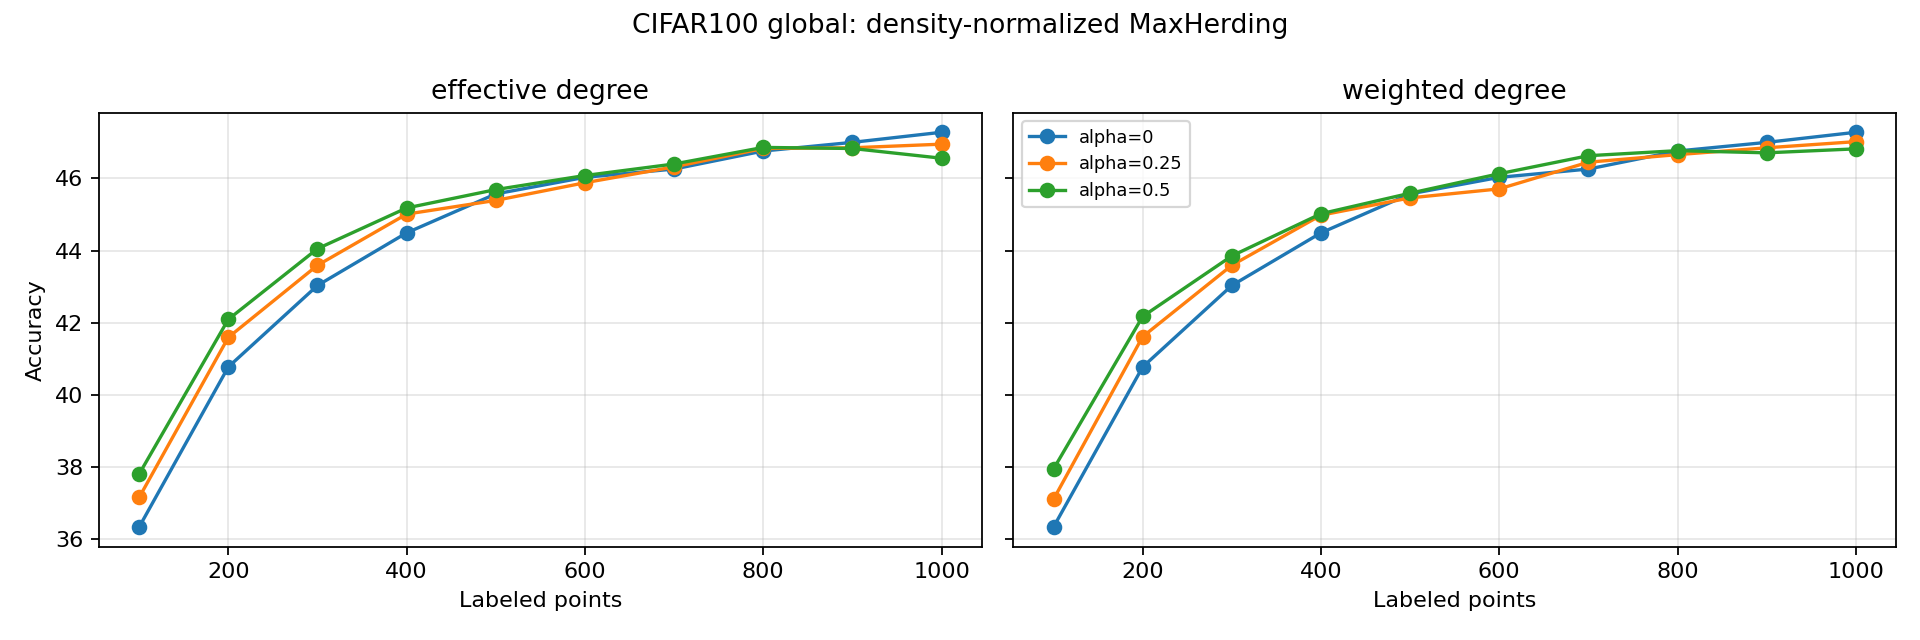 CIFAR100 global: density-normalized MaxHerding
effective degree
Accuracy
46
44
42
40
38
36
200 400 600 800 1000
Labeled points
weighted degree
alpha=0
alpha=0.25
alpha=0.5
200 400 600 800 1000
Labeled points